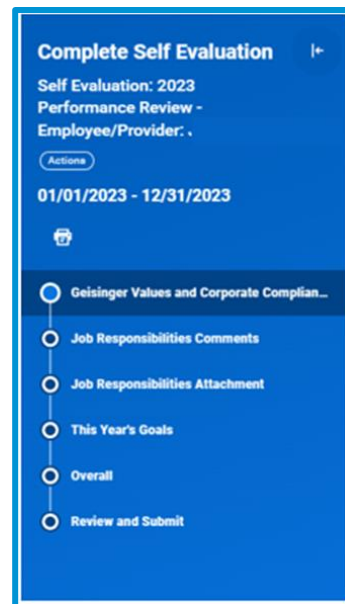 Complete Self Evaluation
Self Evaluation: 2023
Performance Review -
Employee/Provider: .
Actions
01/01/2023 - 12/31/2023
Geisinger Values and Corporate Complian...
Job Responsibilities Comments
Job Responsibilities Attachment
This Year's Goals
Overall
Review and Submit